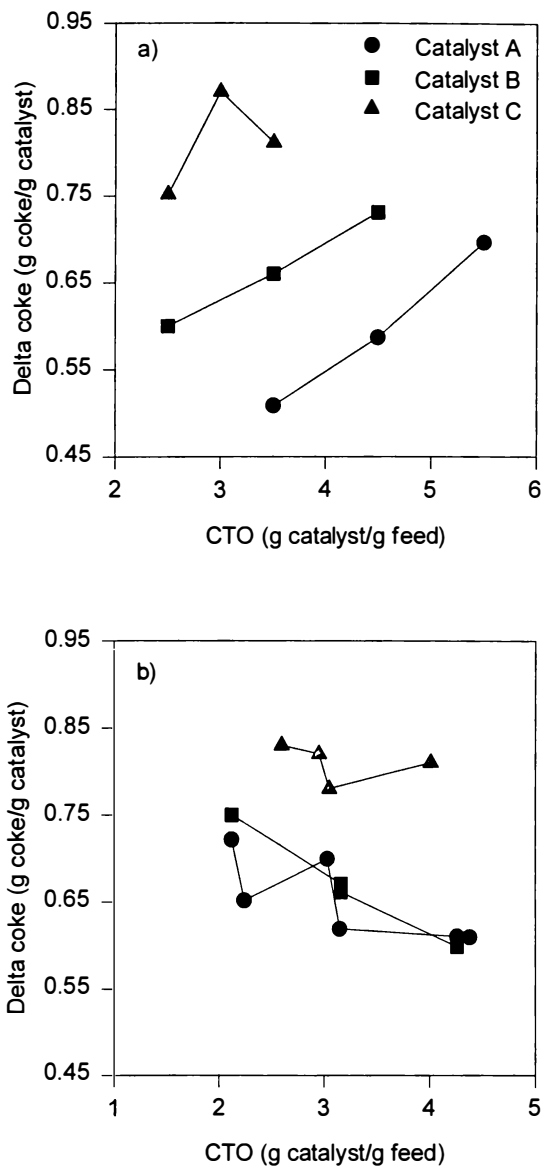 0.95
a)
Catalyst A
Catalyst B
Catalyst C
0.85
0.75
0.65
0.55
0.45
Delta coke (g coke/g catalyst)
2 3 4 5 6
CTO (g catalyst/g feed)
0.95
b)
0.85
0.75
0.65
0.55
0.45
Delta coke (g coke/g catalyst)
1 2 3 4 5
CTO (g catalyst/g feed)